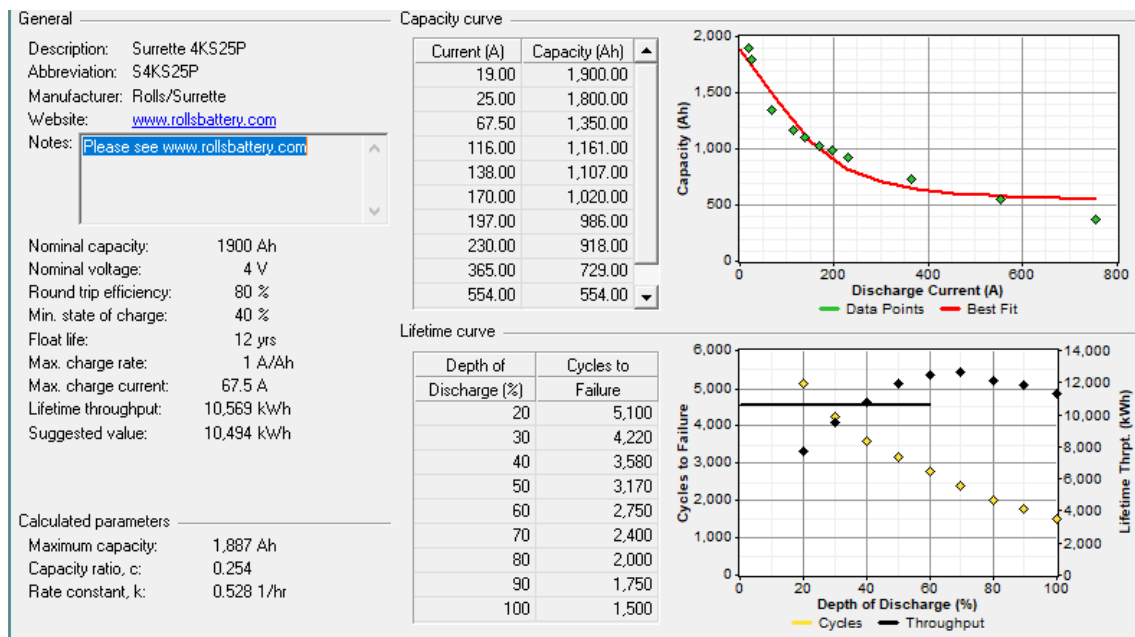 General
Description: Surrette 4KS25P
Abbreviation: S4KS25P
Manufacturer: Rolls/Surrette
Website: www.rollsbattery.com
Notes: Please see www.rollsbattery.com
Nominal capacity: 1900 Ah
Nominal voltage: 4 V
Round trip efficiency: 80 %
Min. state of charge: 40 %
Float life: 12 yrs
Max. charge rate: 1 A/Ah
Max. charge current: 67.5 A
Lifetime throughput: 10,569 kWh
Suggested value: 10,494 kWh
Calculated parameters
Maximum capacity: 1,887 Ah
Capacity ratio, c: 0.254
Rate constant, k: 0.528 1/hr
Capacity curve
Current (A) Capacity (Ah)
19.00 1,900.00
25.00 1,800.00
67.50 1,350.00
116.00 1,161.00
138.00 1,107.00
170.00 1,020.00
197.00 986.00
230.00 918.00
365.00 729.00
554.00 554.00
2,000
1,500
1,000
500
0
Capacity (Ah)
0 200 400 600 800
Discharge Current (A)
Data Points Best Fit
Lifetime curve
Depth of Cycles to
Discharge (%) Failure
20 5,100
30 4,220
40 3,580
50 3,170
60 2,750
70 2,400
80 2,000
90 1,750
100 1,500
6,000
5,000
4,000
3,000
2,000
1,000
0
Cycles to Failure
14,000
12,000
10,000
8,000
6,000
4,000
2,000
0
Lifetime Thrpt. (kWh)
0 20 40 60 80 100
Depth of Discharge (%)
Cycles Throughput